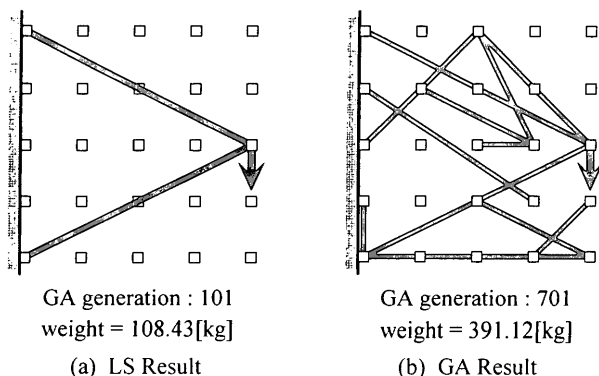 GA generation : 101
weight = 108.43[kg]
(a) LS Result
GA generation : 701
weight = 391.12[kg]
(b) GA Result